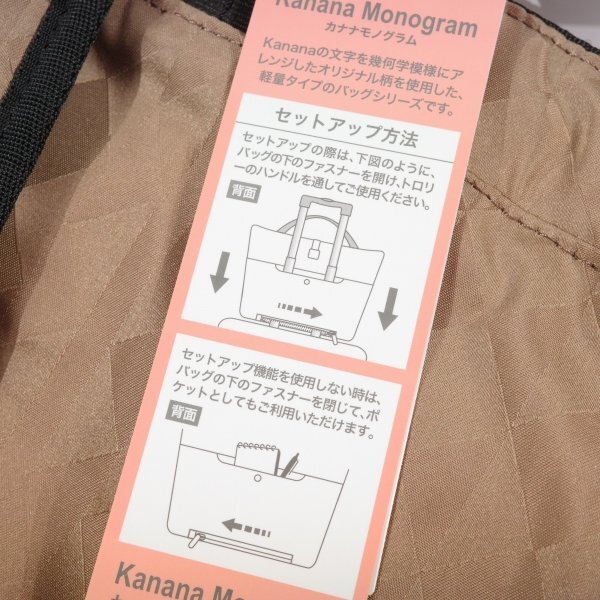 Kanana Monogram
カナナモノグラム
Kananaの文字を幾何学模様にア
レンジしたオリジナル柄を使用した、
軽量タイプのバッグシリーズです。
セットアップ方法
セットアップの際は、下図のように、
バッグの下のファスナーを開け、トロリ
ーのハンドルを通してご使用ください。
背面
セットアップ機能を使用しない時は、
バッグの下のファスナーを閉じて、ポ
ケットとしてもご利用いただけます。
背面
Kanana Mo